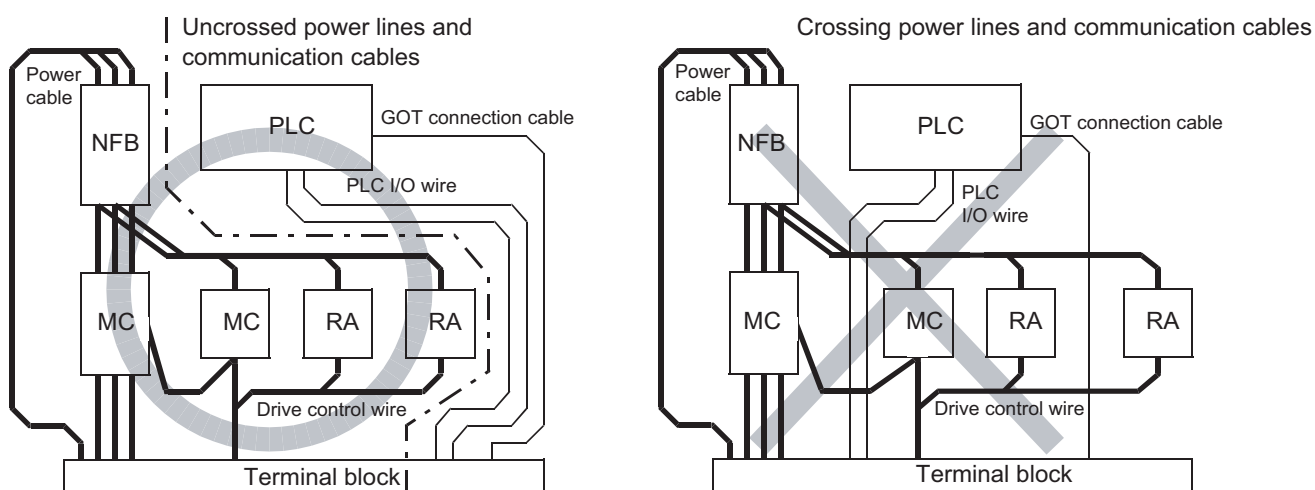 Uncrossed power lines and
communication cables
Power
cable
NFB
PLC
GOT connection cable
PLC I/O wire
MC
MC
RA
RA
Drive control wire
Terminal block
Crossing power lines and communication cables
Power
cable
NFB
PLC
GOT connection cable
PLC
I/O wire
MC
MC
RA
RA
Drive control wire
Terminal block